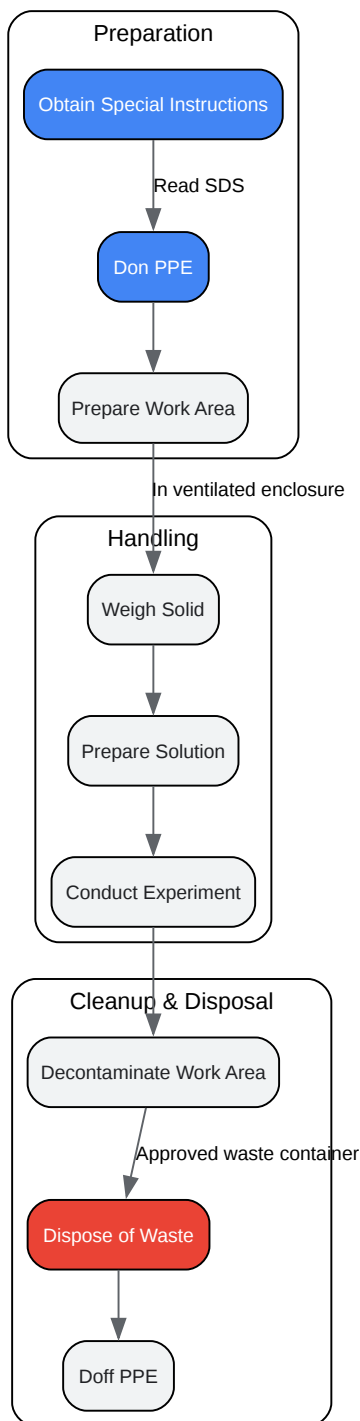 Preparation
Obtain Special Instructions
Read SDS
Don PPE
Prepare Work Area
In ventilated enclosure
Handling
Weigh Solid
Prepare Solution
Conduct Experiment
Cleanup & Disposal
Decontaminate Work Area
Approved waste container
Dispose of Waste
Doff PPE